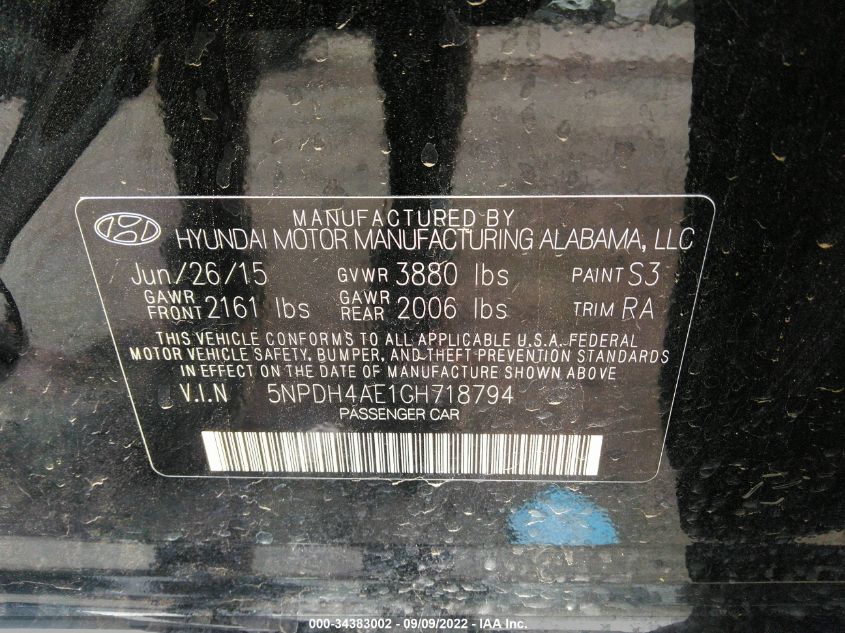 MANUFACTURED BY
HYUNDAI MOTOR MANUFACTURING ALABAMA, LLC
Jun/26/15 GVWR 3880 lbs PAINT S3
GAWR FRONT 2161 lbs GAWR REAR 2006 lbs TRIM RA
THIS VEHICLE CONFORMS TO ALL APPLICABLE U.S.A. FEDERAL
MOTOR VEHICLE SAFETY, BUMPER, AND THEFT PREVENTION STANDARDS
IN EFFECT ON THE DATE OF MANUFACTURE SHOWN ABOVE
V.I.N 5NPDH4AE1GH718794
PASSENGER CAR
000-34383002 - 09/09/2022 - IAA Inc.